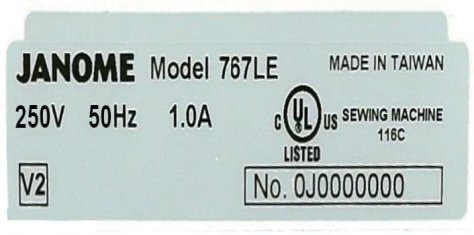 JANOME Model 767LE MADE IN TAIWAN
250V 50Hz 1.0A
C UL US SEWING MACHINE
116C
LISTED
V2
No. 0J0000000